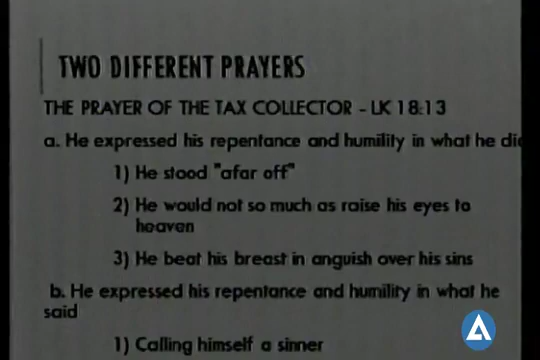 TWO DIFFERENT PRAYERS
THE PRAYER OF THE TAX COLLECTOR - LK 18:13
a. He expressed his repentance and humility in what he did
1) He stood "afar off"
2) He would not so much as raise his eyes to
heaven
3) He beat his breast in anguish over his sins
b. He expressed his repentance and humility in what he
said
1) Calling himself a sinner